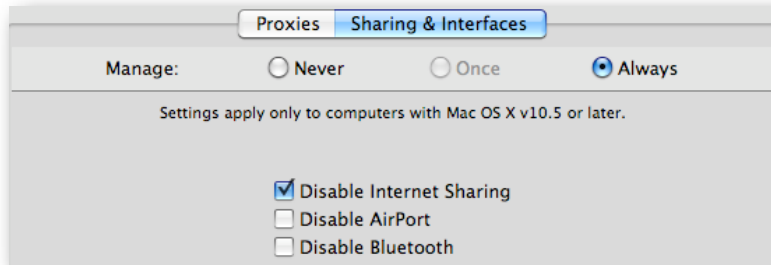 Proxies Sharing & Interfaces
Manage: Never Once Always
Settings apply only to computers with Mac OS X v10.5 or later.
Disable Internet Sharing
Disable AirPort
Disable Bluetooth